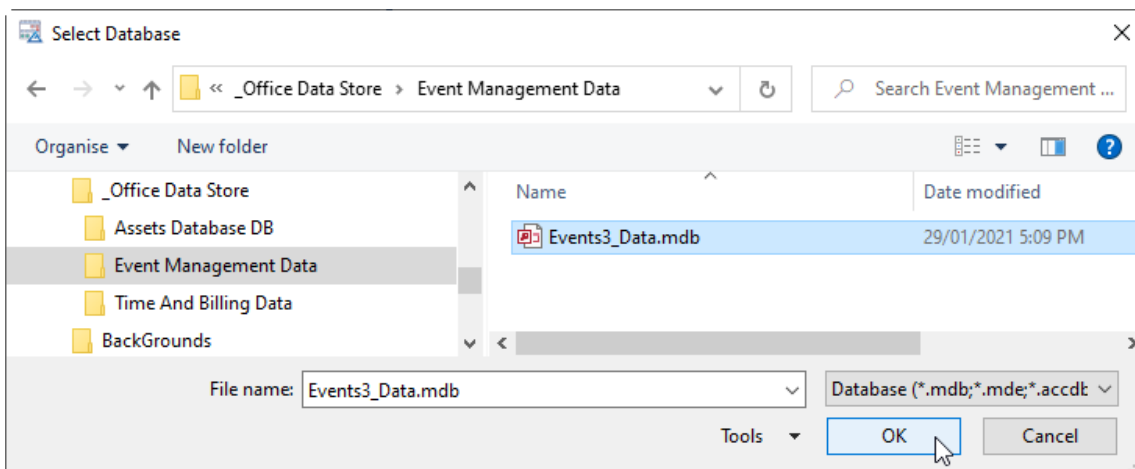 Select Database
« _Office Data Store › Event Management Data
Search Event Management ...
Organise
New folder
?
_Office Data Store
Assets Database DB
Event Management Data
Time And Billing Data
BackGrounds
Name
Date modified
Events3_Data.mdb
29/01/2021 5:09 PM
File name:
Events3_Data.mdb
Database (*.mdb;*.mde;*.accdb
Tools
OK
Cancel